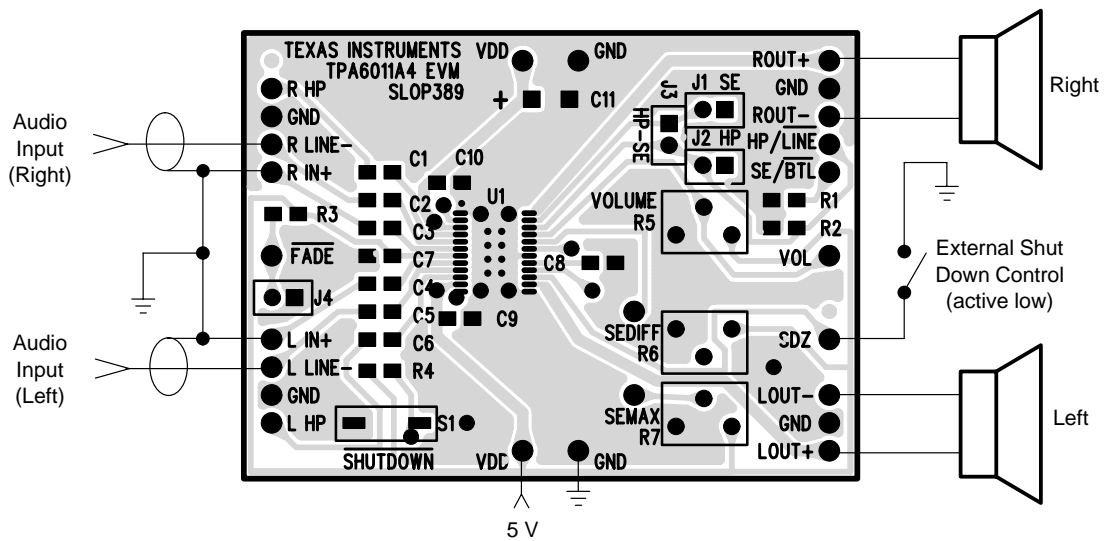 TEXAS INSTRUMENTS
TPA6011A4 EVM
SLOP389
VDD
GND
ROUT+
GND
ROUT-
HP/LINE
SE/BTL
J1 SE
J3
HP-SE
J2 HP
+
C11
R HP
GND
R LINE-
R IN+
R3
FADE
J4
L IN+
L LINE-
GND
L HP
C1
C10
C2
C3
C7
C4
C5
C6
R4
U1
C8
C9
S1
SHUTDOWN
VDD
GND
VOLUME
R5
R1
R2
VOL
SEDIFF
R6
SDZ
SEMAX
R7
LOUT-
GND
LOUT+
Audio
Input
(Right)
Audio
Input
(Left)
Right
External Shut
Down Control
(active low)
Left
5 V